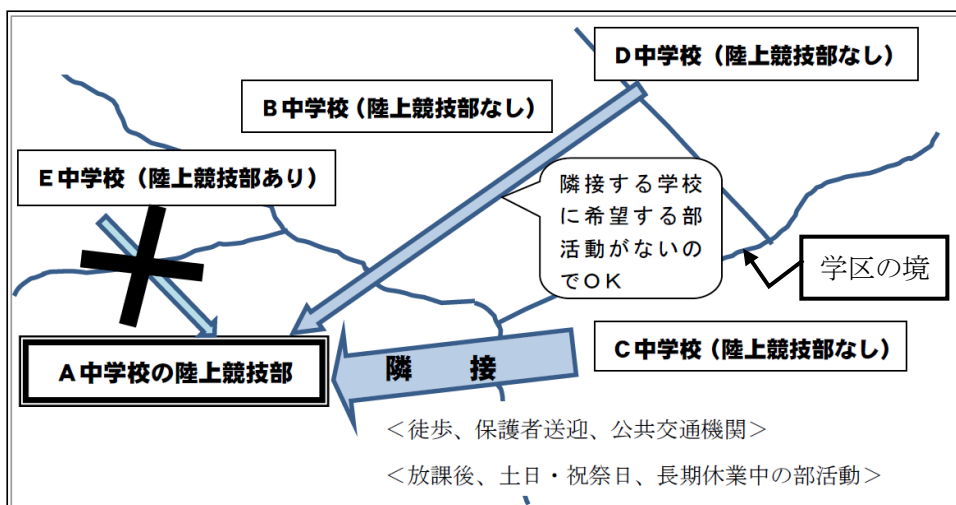 D中学校（陸上競技部なし）
B中学校（陸上競技部なし）
E中学校（陸上競技部あり）
隣接する学校
に希望する部
活動がないの
でOK
学区の境
C中学校（陸上競技部なし）
A中学校の陸上競技部
隣　接
＜徒歩、保護者送迎、公共交通機関＞
＜放課後、土日・祝祭日、長期休業中の部活動＞